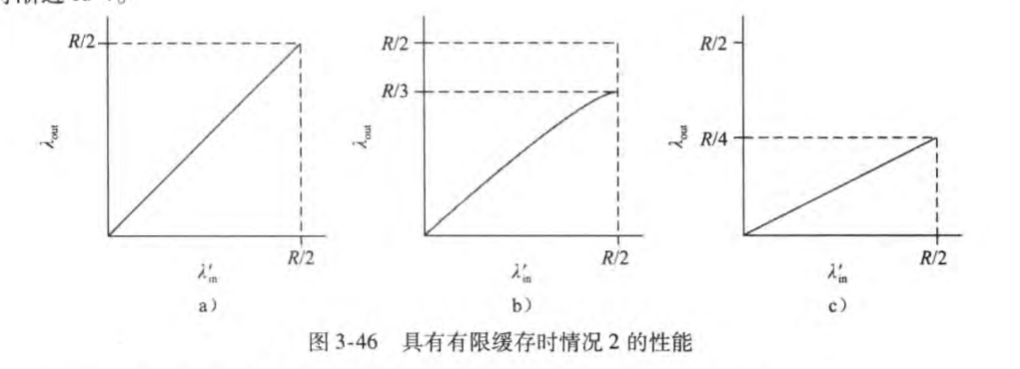 R/2 R/2 R/2
R/3
R/4
λout λout λout
R/2 R/2 R/2
λ′in λ′in λ′in
a） b） c）
图 3-46 具有有限缓存时情况 2 的性能